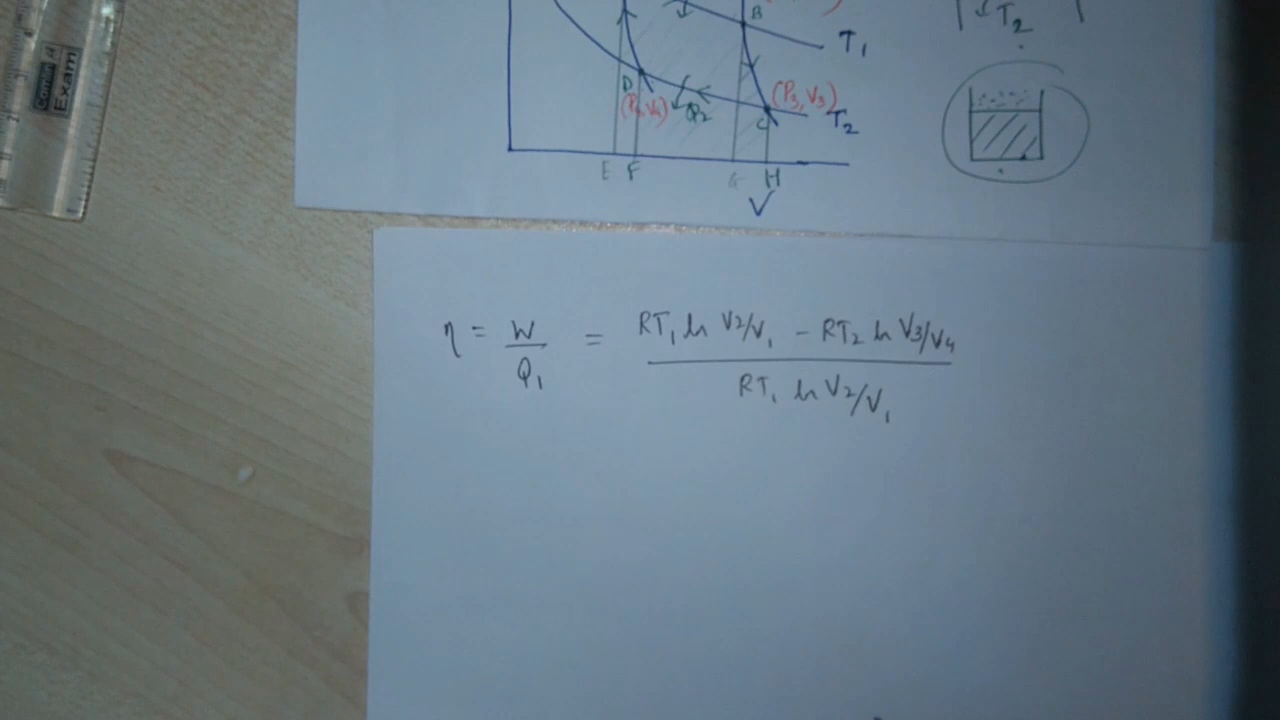 Camlin
Exam
B
T1
T2
D
(P4, V4)
Q2
(P3, V3)
C
T2
E F G H
V
η = W/Q1 = (RT1 ln V2/V1 − RT2 ln V3/V4) / (RT1 ln V2/V1)